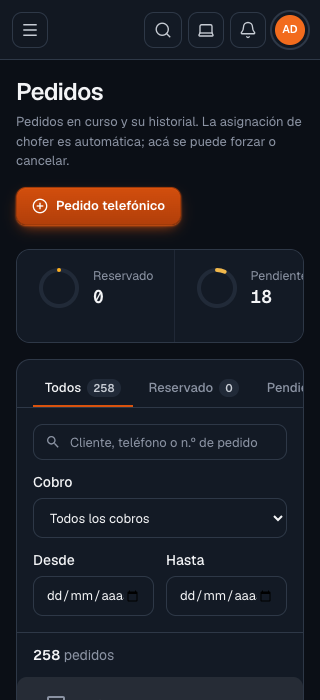 AD
Pedidos
Pedidos en curso y su historial. La asignación de
chofer es automática; acá se puede forzar o
cancelar.
Pedido telefónico
Reservado
0
Pendiente
18
Todos 258 Reservado 0 Pendie
Cliente, teléfono o n.º de pedido
Cobro
Todos los cobros
Desde Hasta
dd/mm/aaa dd/mm/aaa
258 pedidos